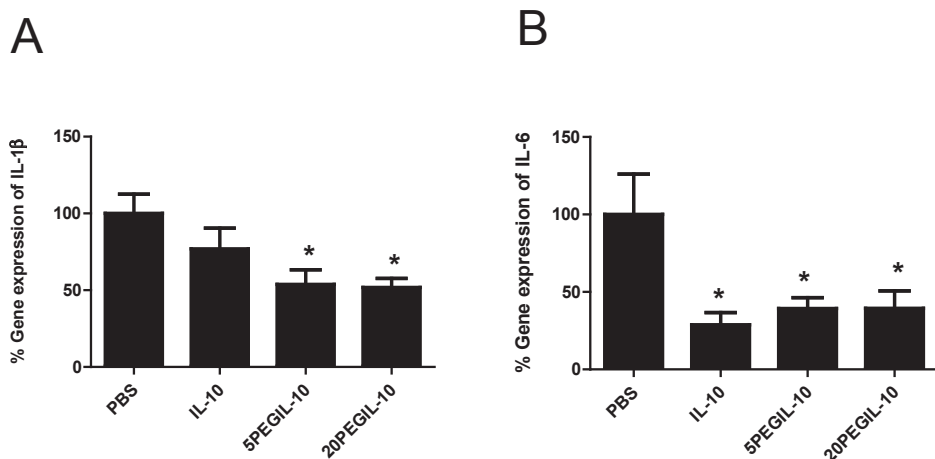 A
% Gene expression of IL-1β
150
100
50
0
*
*
PBS
IL-10
5PEGIL-10
20PEGIL-10
B
% Gene expression of IL-6
150
100
50
0
*
*
*
PBS
IL-10
5PEGIL-10
20PEGIL-10